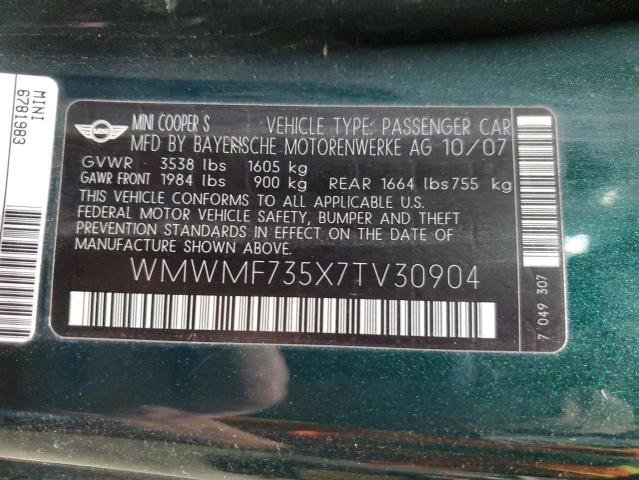 MINI
6781983
MINI
MINI COOPER S VEHICLE TYPE: PASSENGER CAR
MFD BY BAYERISCHE MOTORENWERKE AG 10/07
GVWR 3538 lbs 1605 kg
GAWR FRONT 1984 lbs 900 kg REAR 1664 lbs 755 kg
THIS VEHICLE CONFORMS TO ALL APPLICABLE U.S.
FEDERAL MOTOR VEHICLE SAFETY, BUMPER AND THEFT
PREVENTION STANDARDS IN EFFECT ON THE DATE OF
MANUFACTURE SHOWN ABOVE.
WMWMF735X7TV30904
7 049 307